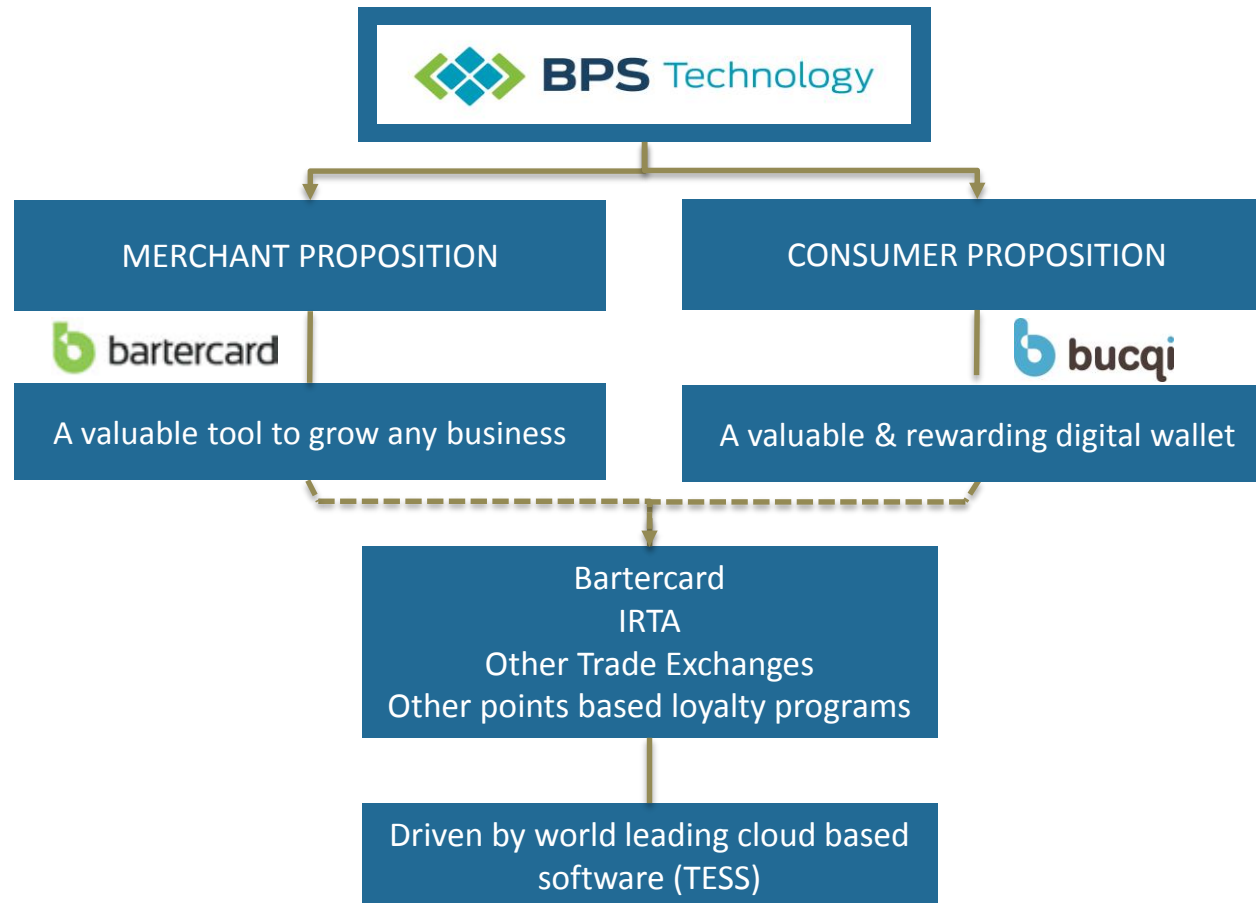 BPS Technology
MERCHANT PROPOSITION
CONSUMER PROPOSITION
bartercard
bucqi
A valuable tool to grow any business
A valuable & rewarding digital wallet
Bartercard
IRTA
Other Trade Exchanges
Other points based loyalty programs
Driven by world leading cloud based
software (TESS)